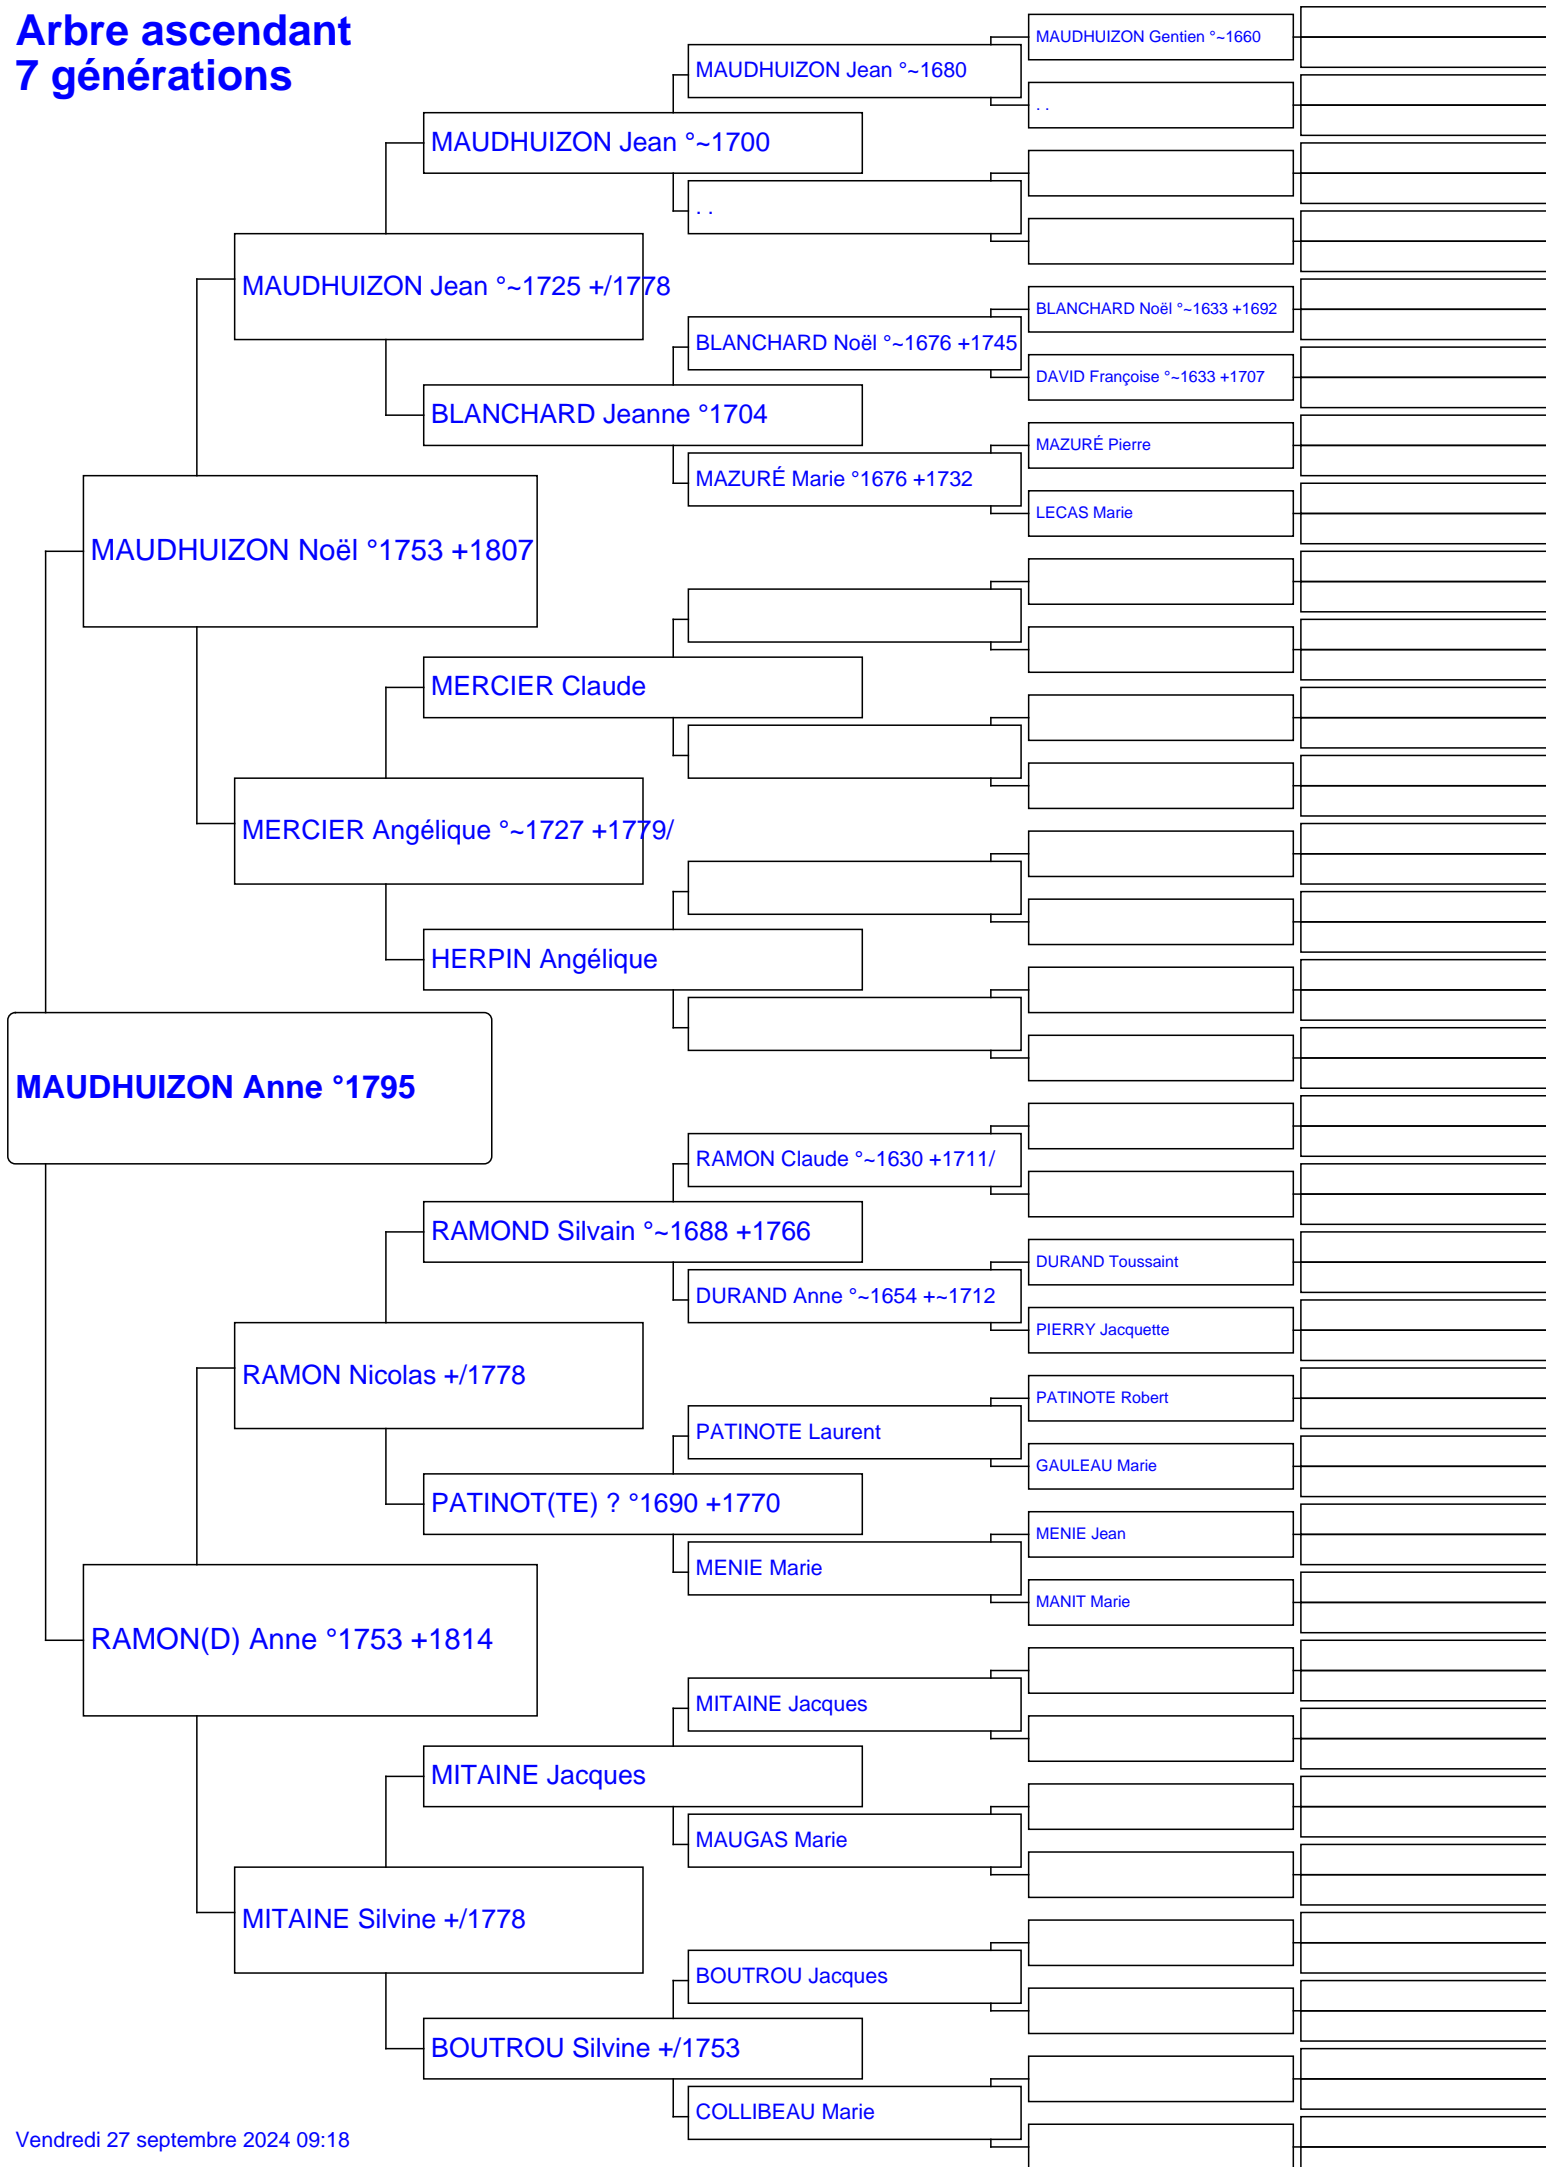 Arbre ascendant
7 générations
MAUDHUIZON Gentien °~1660
MAUDHUIZON Jean °~1680
. .
MAUDHUIZON Jean °~1700
. .
MAUDHUIZON Jean °~1725 +/1778
BLANCHARD Noël °~1633 +1692
BLANCHARD Noël °~1676 +1745
DAVID Françoise °~1633 +1707
BLANCHARD Jeanne °1704
MAZURÉ Pierre
MAZURÉ Marie °1676 +1732
LECAS Marie
MAUDHUIZON Noël °1753 +1807
MERCIER Claude
MERCIER Angélique °~1727 +1779/
HERPIN Angélique
MAUDHUIZON Anne °1795
RAMON Claude °~1630 +1711/
RAMOND Silvain °~1688 +1766
DURAND Toussaint
DURAND Anne °~1654 +~1712
PIERRY Jacquette
RAMON Nicolas +/1778
PATINOTE Robert
PATINOTE Laurent
GAULEAU Marie
PATINOT(TE) ? °1690 +1770
MENIE Jean
MENIE Marie
MANIT Marie
RAMON(D) Anne °1753 +1814
MITAINE Jacques
MITAINE Jacques
MAUGAS Marie
MITAINE Silvine +/1778
BOUTROU Jacques
BOUTROU Silvine +/1753
COLLIBEAU Marie
Vendredi 27 septembre 2024 09:18